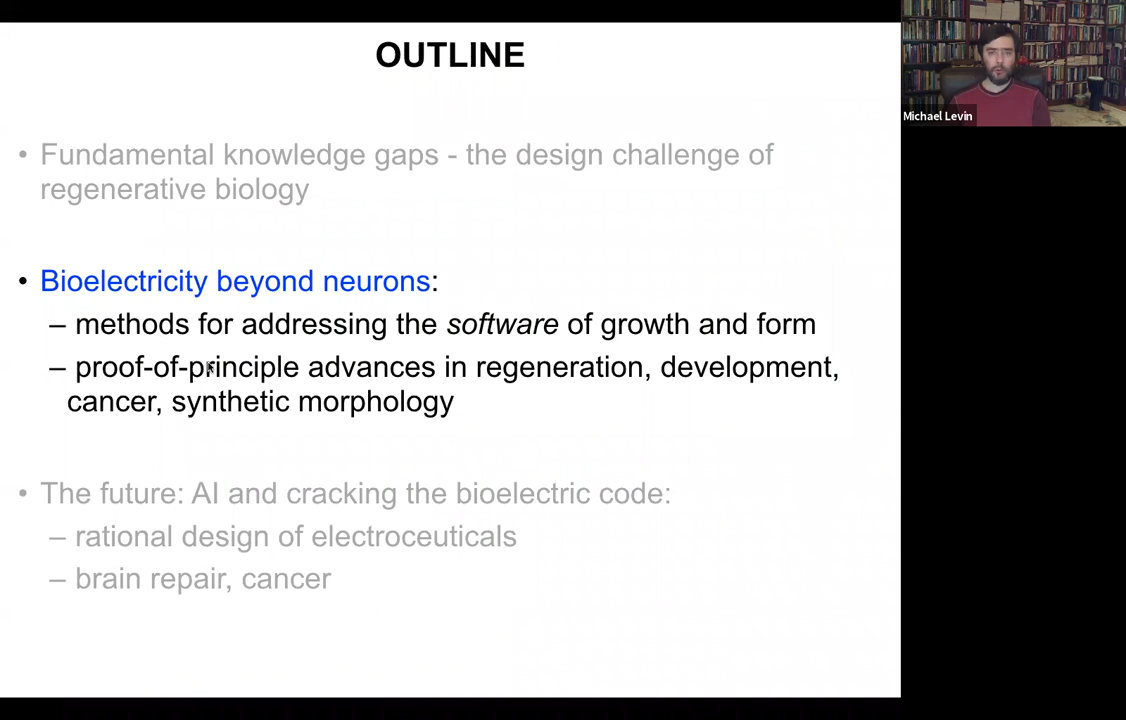 OUTLINE
Michael Levin
• Fundamental knowledge gaps - the design challenge of
regenerative biology
• Bioelectricity beyond neurons:
– methods for addressing the software of growth and form
– proof-of-principle advances in regeneration, development,
cancer, synthetic morphology
• The future: AI and cracking the bioelectric code:
– rational design of electroceuticals
– brain repair, cancer